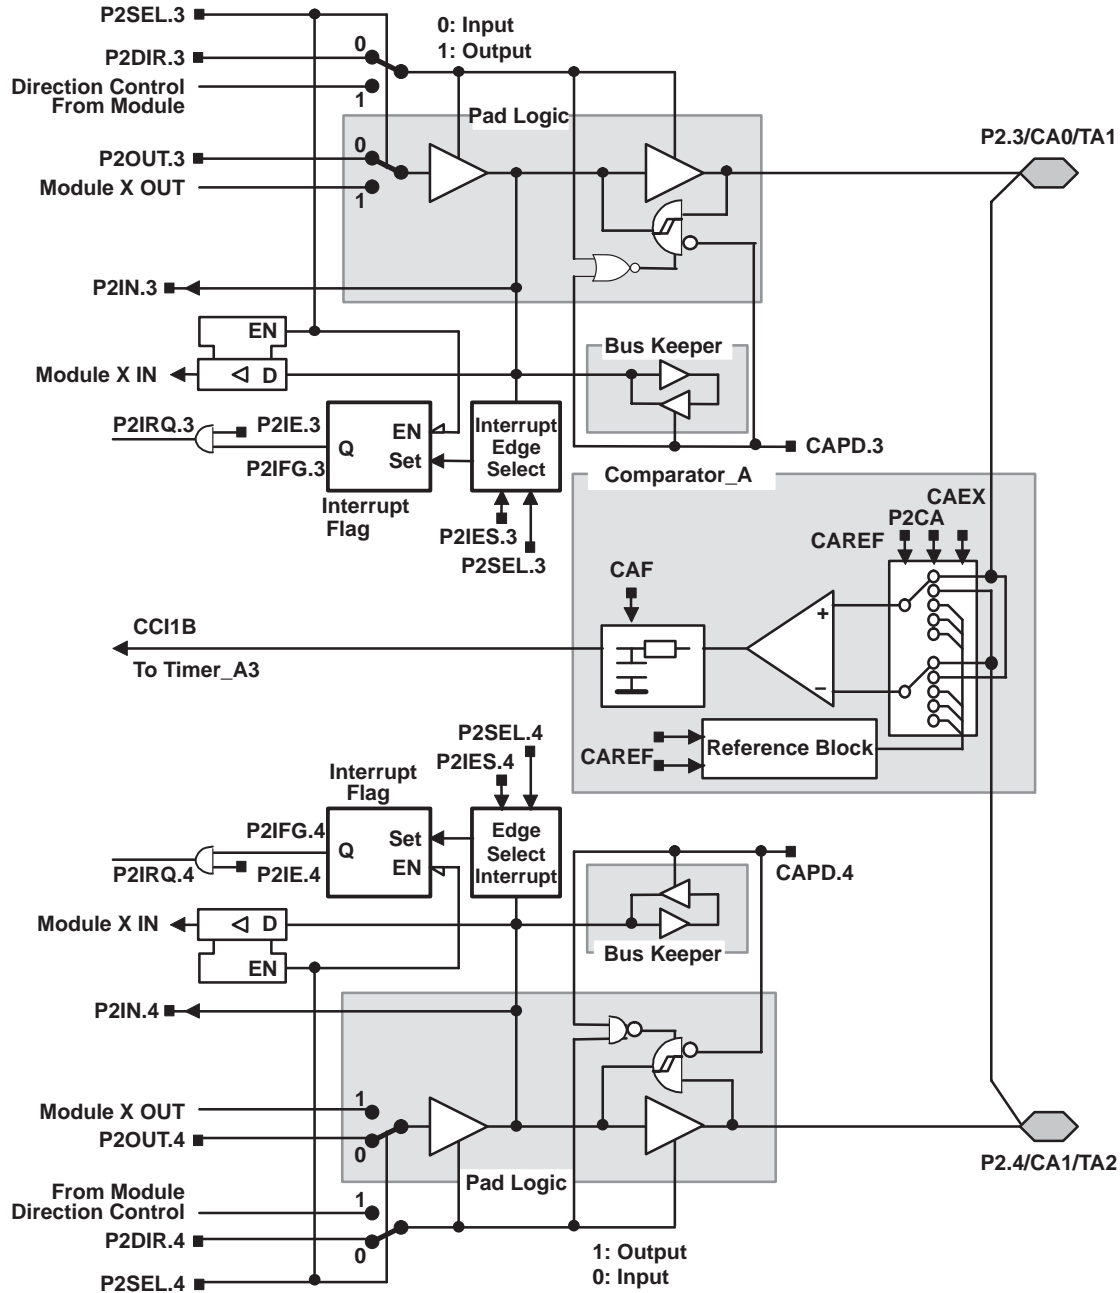 P2SEL.3
0: Input
1: Output
P2DIR.3
0
Direction Control
From Module
1
Pad Logic
P2.3/CA0/TA1
P2OUT.3
0
Module X OUT
1
P2IN.3
EN
Bus Keeper
Module X IN
D
P2IRQ.3
P2IE.3
P2IFG.3
Q
EN
Set
Interrupt
Edge
Select
CAPD.3
Interrupt
Flag
P2IES.3
P2SEL.3
Comparator_A
CAEX
P2CA
CAREF
CAF
CCI1B
To Timer_A3
+
−
Reference Block
CAREF
P2SEL.4
P2IES.4
Interrupt
Flag
P2IFG.4
P2IRQ.4
P2IE.4
Q
Set
EN
Edge
Select
Interrupt
CAPD.4
Module X IN
D
EN
Bus Keeper
P2IN.4
Module X OUT
1
P2OUT.4
0
Pad Logic
P2.4/CA1/TA2
From Module
Direction Control
1
P2DIR.4
0
1: Output
0: Input
P2SEL.4